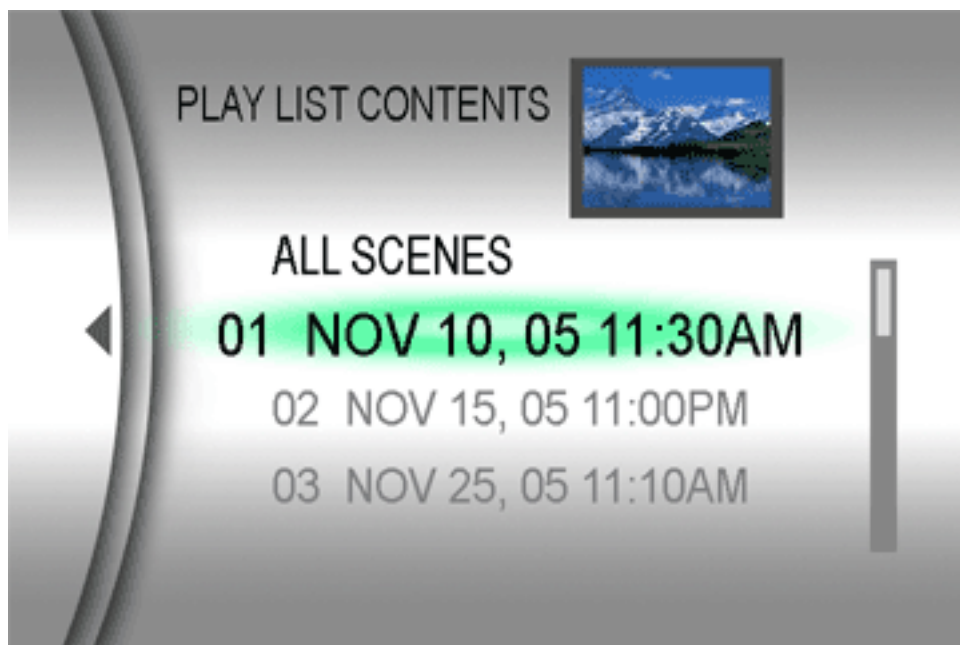 PLAY LIST CONTENTS
ALL SCENES
01 NOV 10, 05 11:30AM
02 NOV 15, 05 11:00PM
03 NOV 25, 05 11:10AM